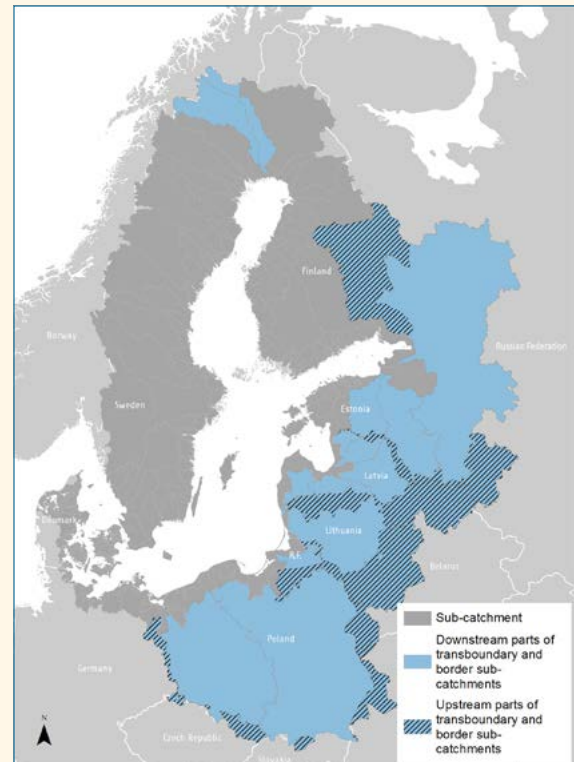 Finland
Norway
Russian Federation
Sweden
Estonia
Latvia
Denmark
Lithuania
R.F.
Belarus
Poland
Germany
Czech Republic
Slovakia
N
Sub-catchment
Downstream parts of
transboundary and
border sub-
catchments
Upstream parts of
transboundary and
border sub-
catchments